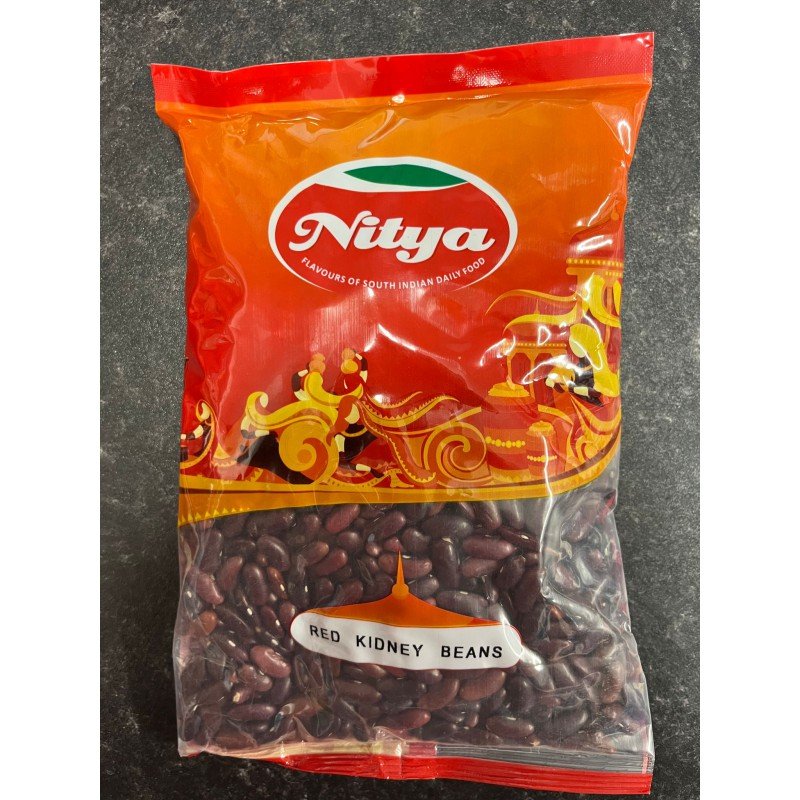 Nitya
FLAVOURS OF SOUTH INDIAN DAILY FOOD
RED KIDNEY BEANS